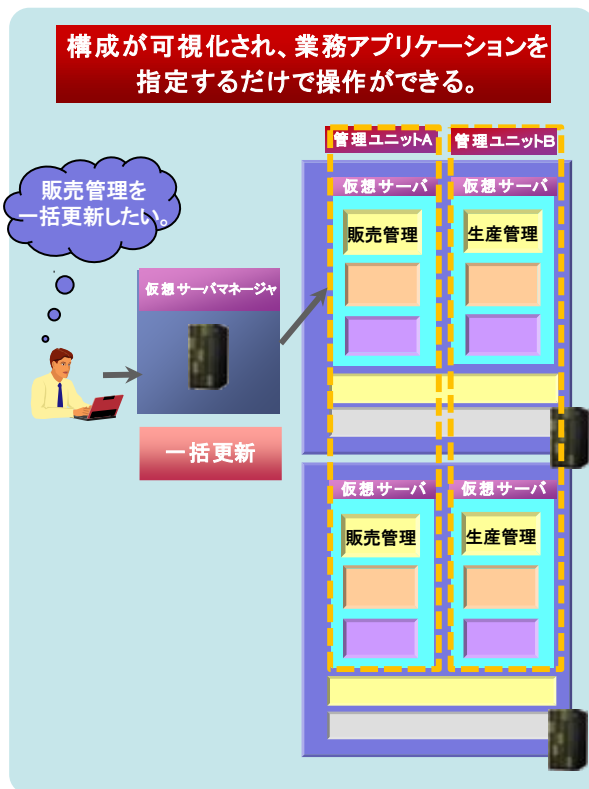 構成が可視化され、業務アプリケーションを
指定するだけで操作ができる。
管理ユニットA
管理ユニットB
販売管理を
一括更新したい。
仮想サーバ
仮想サーバ
販売管理
生産管理
仮想サーバマネージャ
一括更新
仮想サーバ
仮想サーバ
販売管理
生産管理